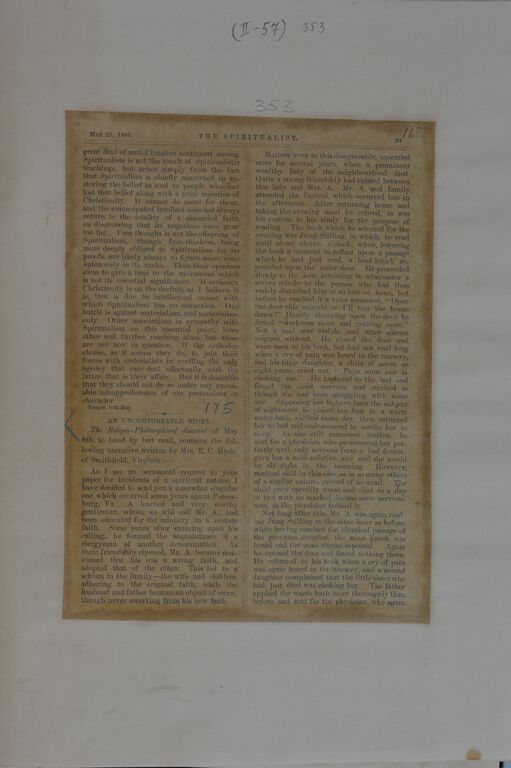 (II-57) 353
353
MAY 21, 1880.
THE SPIRITUALIST.
great deal of anti-Christian sentiment among
Spiritualists is not the result of Spiritualistic
teachings, but arises simply from the fact
that Spiritualism is chiefly concerned in re-
storing the belief in soul to people who had
lost that belief along with a utter rejection of
Christianity. It cannot do more for them,
and the emancipated intellect does not always
return to the totality of a discarded faith
on discovering that its negations have gone
too far. Free thought is not the offspring of
Spiritualism, though free-thinkers, being
more deeply obliged to Spiritualism for its
proofs, are likely always to figure more con-
spicuously in its ranks. Thus their opinions
seem to give a tone to the movement which
is not its essential significance. If orthodox
Christianity is on the decline, as I believe it
is, that is due to intellectual causes with
which Spiritualism has no connexion. Our
battle is against materialism, and materialism
only. Other associations in sympathy with
Spiritualism on this essential point, have
other and further reaching aims, but these
are not now in question. If the orthodox
choose, as it seems they do, to join their
forces with materialists in reviling the only
agency that can deal effectually with the
latter, that is their affair. But it is desirable
that they should not do so under any excus-
able misapprehension of our pretensions or
character.
Temple, 10th May
175
AN UNCOMFORTABLE STORY
The Religio-Philosophical Journal of May
8th, to hand by last mail, contains the fol-
lowing narrative written by Mrs. E. C. Hyde,
of Smithfield, Virginia:—
As I see an occasional request in your
paper for incidents of a spiritual nature, I
have decided to send you a somewhat singular
one which occurred some years ago at Peters-
burg, Va. A learned and very worthy
gentleman, whom we will call Mr. A., had
been educated for the ministry in a certain
faith. Some years after entering upon his
calling, he formed the acquaintance of a
clergyman of another denomination. As
their friendship ripened, Mr. A. became con-
vinced that his was a wrong faith, and
adopted that of the other. This led to a
schism in the family—the wife and children
adhering to the original faith, while the
husband and father became an object of scorn,
though never swerving from his new faith.
Matters were in this disagreeable, unsettled
state for several years, when a prominent
wealthy lady of the neighbourhood died.
Quite a strong friendship had existed between
this lady and Mrs. A. Mr. A. and family
attended the funeral, which occurred late in
the afternoon. After returning home and
taking the evening meal he retired, as was
his custom, to his study for the purpose of
reading. The book which he selected for the
evening was Jung Stilling, in which he read
until about eleven o'clock, when, lowering
the book a moment to reflect upon a passage
which he had just read, a loud knock re-
sounded upon the outer door. He proceeded
slowly to the door, intending to administer a
severe rebuke to the person who had thus
rudely disturbed him at so late an hour, but
before he reached it a voice screamed, "Open
the door this minute, or I'll tear the house
down!" Hastily throwing open the door he
found "darkness there and nothing more."
Not a soul was visible, and utter silence
reigned without. He closed the door and
went back to his book, but had not read long
when a cry of pain was heard in the nursery,
and his little daughter, a child of seven or
eight years, cried out, "Papa, some one is
choking me." He hastened to the bed and
found the child nervous and excited as
though she had been struggling with some
one. Supposing her to have been the subject
of nightmare, he placed her feet in a warm
water bath, rubbed them dry, then returned
her to bed and endeavoured to soothe her to
sleep. As she still remained restless, he
sent for a physician who pronounced her per-
fectly well, only nervous from a bad dream;
gave her a mild sedative and said she would
be all right in the morning. However,
medical skill in this case as in so many others
of a similar nature, proved of no avail. The
child grew speedily worse and died in a day
or two with no marked disease save nervous-
ness, as the physician termed it.
Not long after this, Mr. A. was again read-
ing Jung Stilling at the same hour as before,
when having reached the identical passage of
the previous occasion, the same knock was
heard and the same threat repeated. Again
he opened the door and found nothing there.
He returned to his book when a cry of pain
was again heard in the nursery, and a second
daughter complained that the little sister who
had just died was choking her. The father
applied the warm bath more thoroughly than
before and sent for the physician, who again